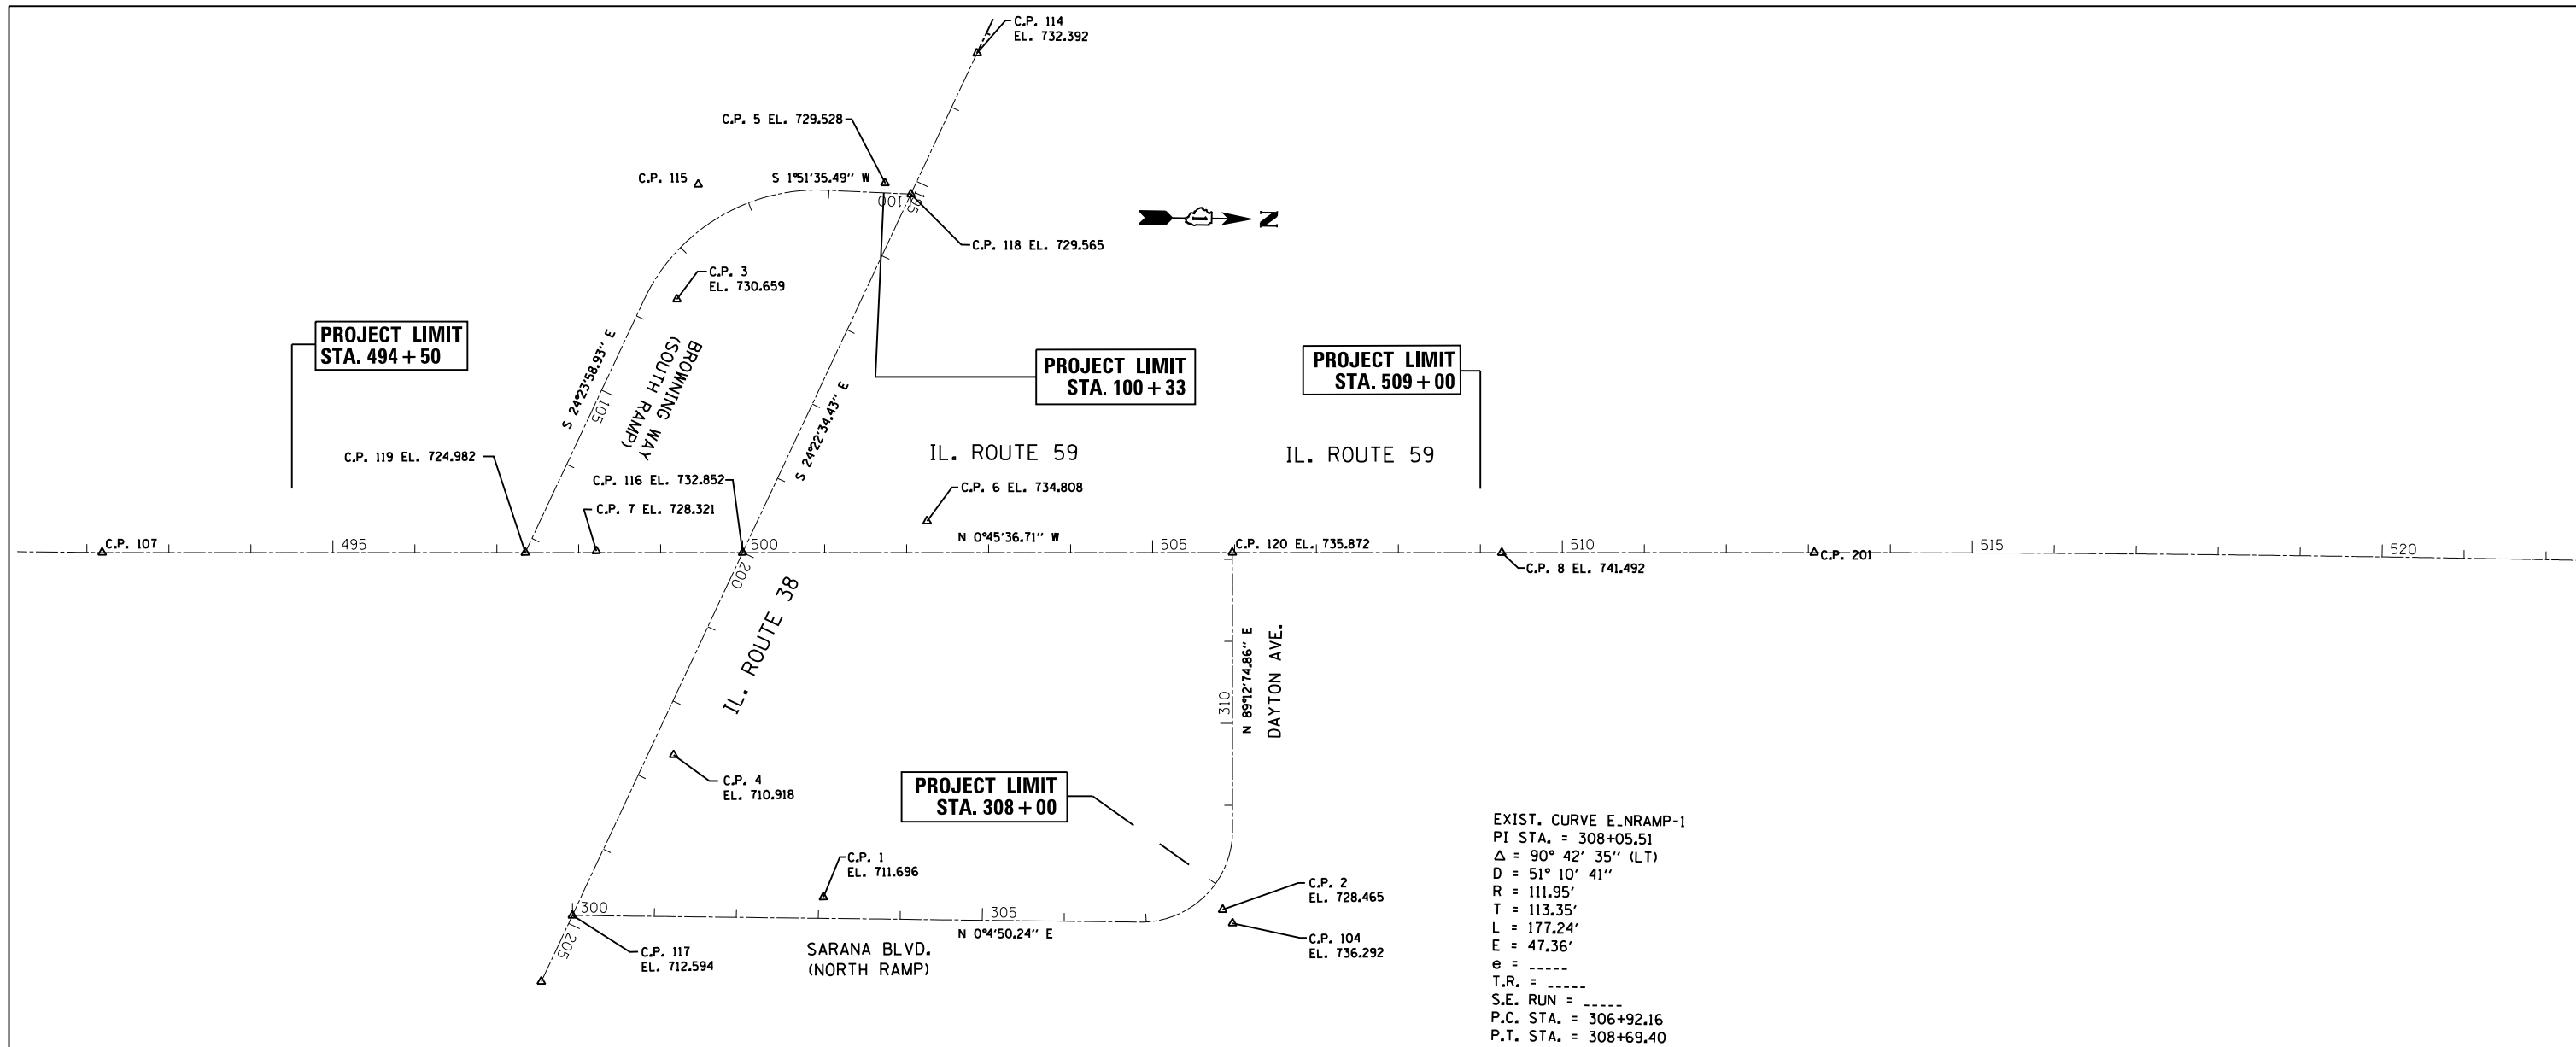 C.P. 114
EL. 732.392
C.P. 5 EL. 729.528
C.P. 115
S 1°51'35.49'' W
100
195
N
C.P. 118 EL. 729.565
C.P. 3
EL. 730.659
PROJECT LIMIT
STA. 494 + 50
S 24°23'58.93'' E
BROWNING WAY
(SOUTH RAMP)
105
S 24°22'34.43'' E
PROJECT LIMIT
STA. 100 + 33
PROJECT LIMIT
STA. 509 + 00
IL. ROUTE 59
IL. ROUTE 59
C.P. 119 EL. 724.982
C.P. 116 EL. 732.852
C.P. 6 EL. 734.808
C.P. 7 EL. 728.321
N 0°45'36.71'' W
C.P. 107
495
500
505
C.P. 120 EL. 735.872
510
C.P. 201
515
520
C.P. 8 EL. 741.492
200
IL. ROUTE 38
N 89°12'74.86'' E
DAYTON AVE.
310
C.P. 4
EL. 710.918
PROJECT LIMIT
STA. 308 + 00
C.P. 1
EL. 711.696
C.P. 2
EL. 728.465
300
305
N 0°4'50.24'' E
205
C.P. 117
EL. 712.594
SARANA BLVD.
(NORTH RAMP)
C.P. 104
EL. 736.292
EXIST. CURVE E_NRAMP-1
PI STA. = 308+05.51
Δ = 90° 42' 35'' (LT)
D = 51° 10' 41''
R = 111.95'
T = 113.35'
L = 177.24'
E = 47.36'
e = _____
T.R. = _____
S.E. RUN = _____
P.C. STA. = 306+92.16
P.T. STA. = 308+69.40